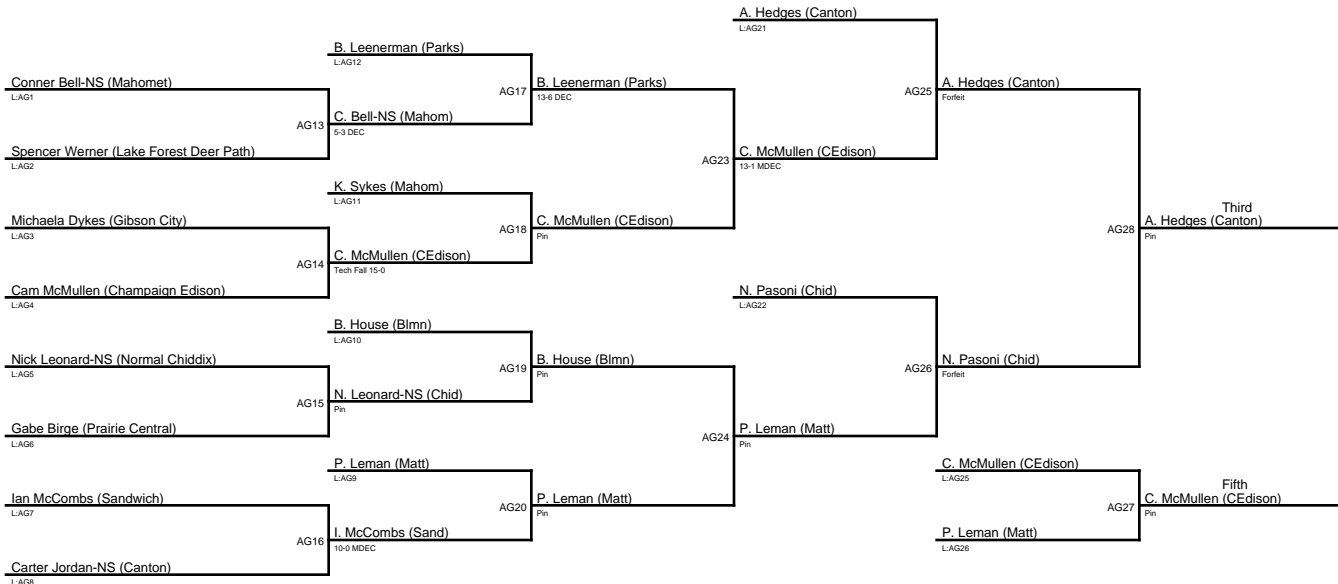 A. Hedges (Canton)
L:AG21
B. Leenerman (Parks)
L:AG12
Conner Bell-NS (Mahomet)
L:AG1
AG17
B. Leenerman (Parks)
13-6 DEC
AG25
A. Hedges (Canton)
Forfeit
AG13
C. Bell-NS (Mahom)
5-3 DEC
Spencer Werner (Lake Forest Deer Path)
L:AG2
AG23
C. McMullen (CEdison)
13-1 MDEC
K. Sykes (Mahom)
L:AG11
Michaela Dykes (Gibson City)
L:AG3
AG18
C. McMullen (CEdison)
Pin
AG28
Third
A. Hedges (Canton)
Pin
AG14
C. McMullen (CEdison)
Tech Fall 15-0
Cam McMullen (Champaign Edison)
L:AG4
N. Pasoni (Chid)
L:AG22
B. House (Blmn)
L:AG10
Nick Leonard-NS (Normal Chiddix)
L:AG5
AG19
B. House (Blmn)
Pin
AG26
N. Pasoni (Chid)
Forfeit
AG15
N. Leonard-NS (Chid)
Pin
Gabe Birge (Prairie Central)
L:AG6
AG24
P. Leman (Matt)
Pin
P. Leman (Matt)
L:AG9
C. McMullen (CEdison)
L:AG25
Ian McCombs (Sandwich)
L:AG7
AG20
P. Leman (Matt)
Pin
AG27
Fifth
C. McMullen (CEdison)
Pin
AG16
I. McCombs (Sand)
10-0 MDEC
P. Leman (Matt)
L:AG26
Carter Jordan-NS (Canton)
L:AG8